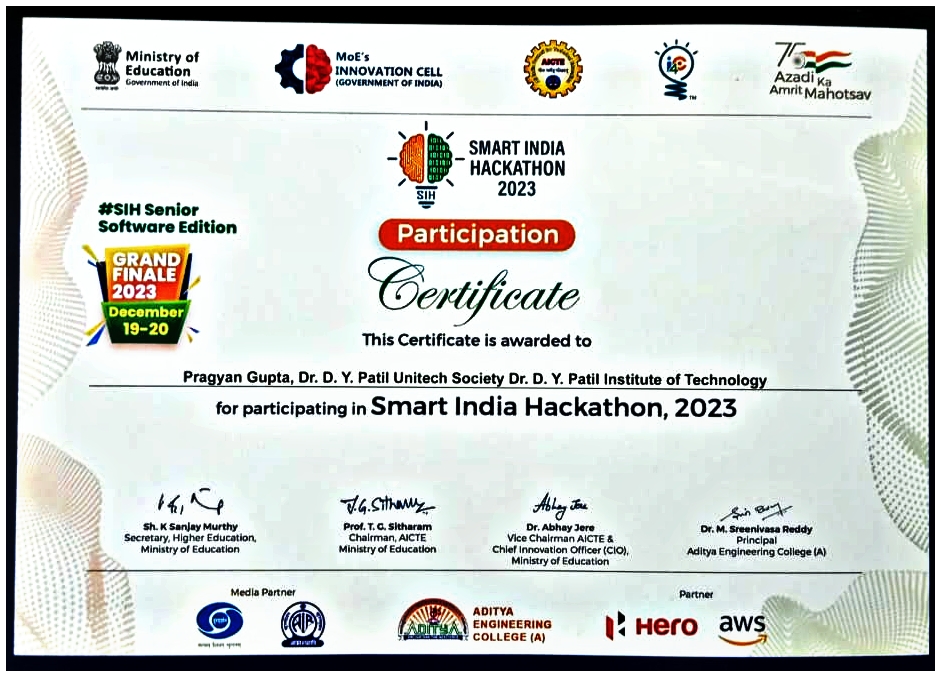 Ministry of
Education
Government of India
MoE's
INNOVATION CELL
(GOVERNMENT OF INDIA)
AICTE
i4C
TM
75
Azadi Ka
Amrit Mahotsav
SMART INDIA
HACKATHON
2023
SIH
#SIH Senior
Software Edition
GRAND
FINALE
2023
December
19-20
Participation
Certificate
This Certificate is awarded to
Pragyan Gupta, Dr. D. Y. Patil Unitech Society Dr. D. Y. Patil Institute of Technology
for participating in Smart India Hackathon, 2023
T.G. Sitharam
Abhay Jere
Sh. K Sanjay Murthy
Secretary, Higher Education,
Ministry of Education
Prof. T. G. Sitharam
Chairman, AICTE
Ministry of Education
Dr. Abhay Jere
Vice Chairman AICTE &
Chief Innovation Officer (CIO),
Ministry of Education
Dr. M. Sreenivasa Reddy
Principal
Aditya Engineering College (A)
Media Partner
Partner
AIR
ADITYA
ADITYA
ENGINEERING
COLLEGE (A)
Hero
aws